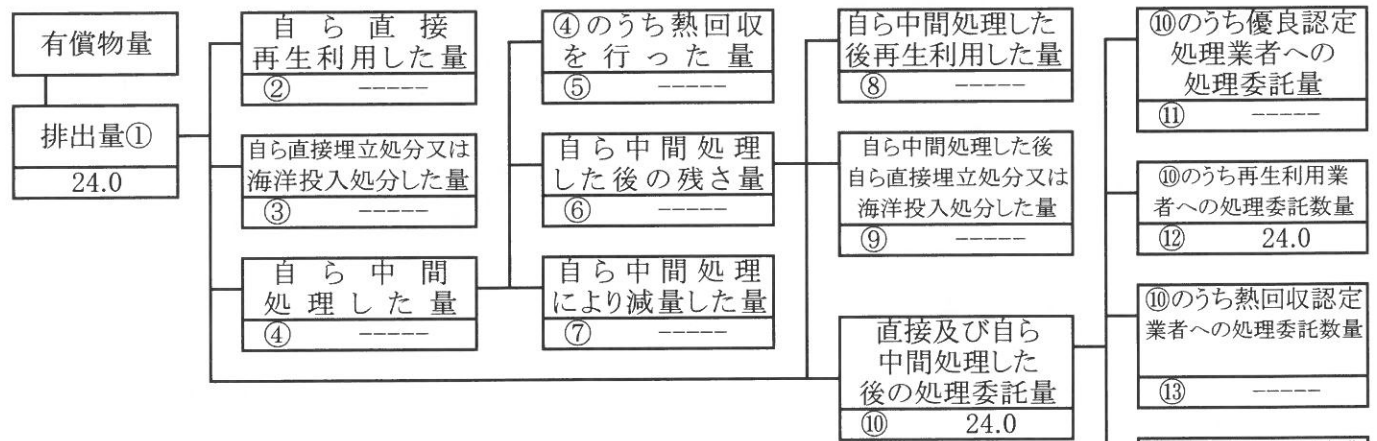 有償物量
排出量①
24.0
自ら直接
再生利用した量
② -----
自ら直接埋立処分又は
海洋投入処分した量
③ -----
自ら中間
処理した量
④ -----
④のうち熱回収
を行った量
⑤ -----
自ら中間処理
した後の残さ量
⑥ -----
自ら中間処理
により減量した量
⑦ -----
自ら中間処理した
後再生利用した量
⑧ -----
自ら中間処理した後
自ら直接埋立処分又は
海洋投入処分した量
⑨ -----
直接及び自ら
中間処理した
後の処理委託量
⑩ 24.0
⑩のうち優良認定
処理業者への
処理委託量
⑪ -----
⑩のうち再生利用業
者への処理委託数量
⑫ 24.0
⑩のうち熱回収認定
業者への処理委託数量
⑬ -----